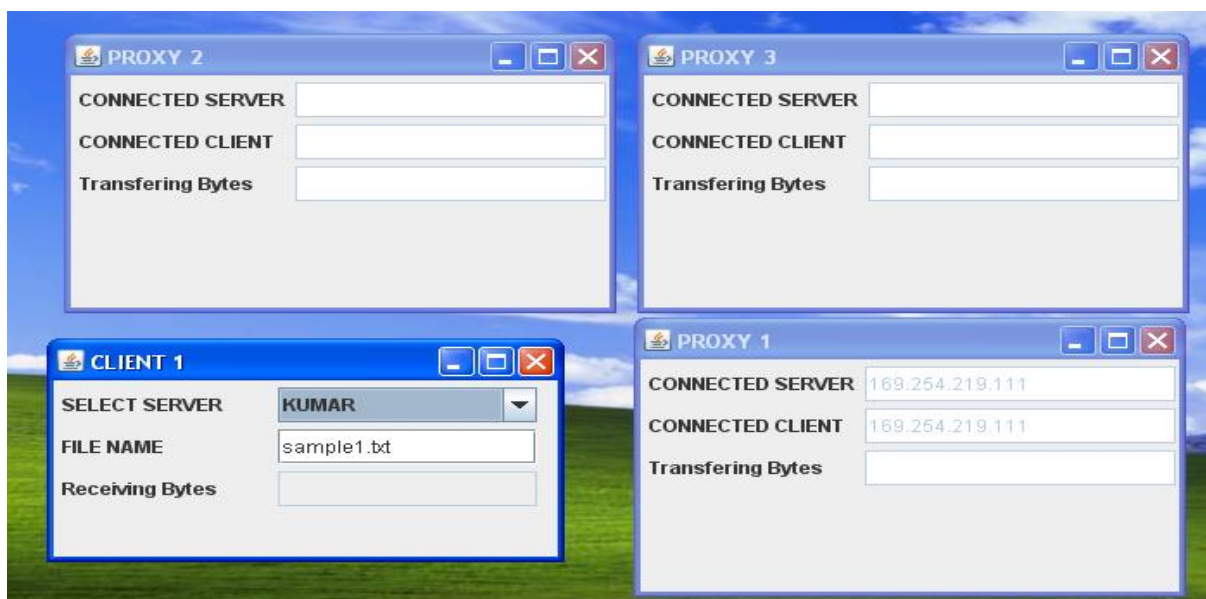 PROXY 2
CONNECTED SERVER
CONNECTED CLIENT
Transfering Bytes
PROXY 3
CONNECTED SERVER
CONNECTED CLIENT
Transfering Bytes
CLIENT 1
SELECT SERVER KUMAR
FILE NAME sample1.txt
Receiving Bytes
PROXY 1
CONNECTED SERVER 169.254.219.111
CONNECTED CLIENT 169.254.219.111
Transfering Bytes